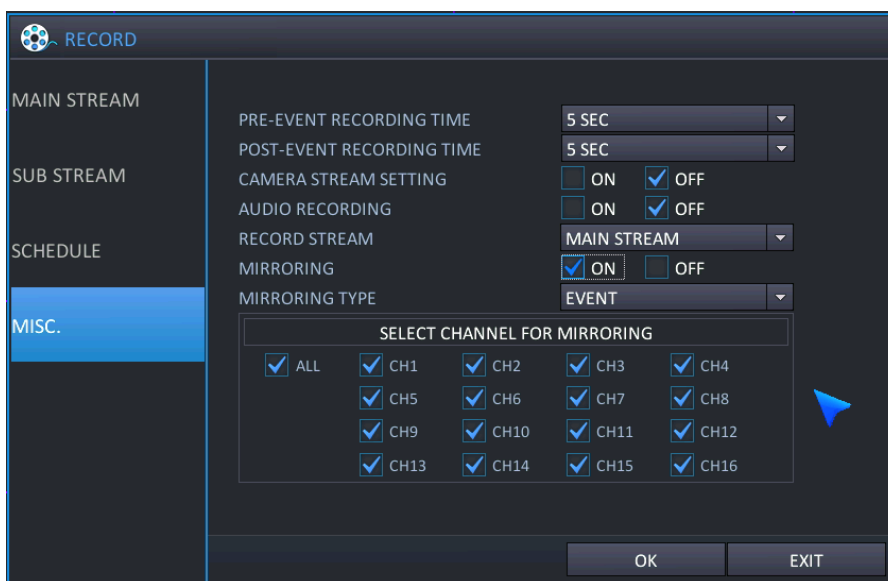 RECORD
MAIN STREAM
SUB STREAM
SCHEDULE
MISC.
PRE-EVENT RECORDING TIME 5 SEC
POST-EVENT RECORDING TIME 5 SEC
CAMERA STREAM SETTING ON OFF
AUDIO RECORDING ON OFF
RECORD STREAM MAIN STREAM
MIRRORING ON OFF
MIRRORING TYPE EVENT
SELECT CHANNEL FOR MIRRORING
ALL CH1 CH2 CH3 CH4
CH5 CH6 CH7 CH8
CH9 CH10 CH11 CH12
CH13 CH14 CH15 CH16
OK EXIT